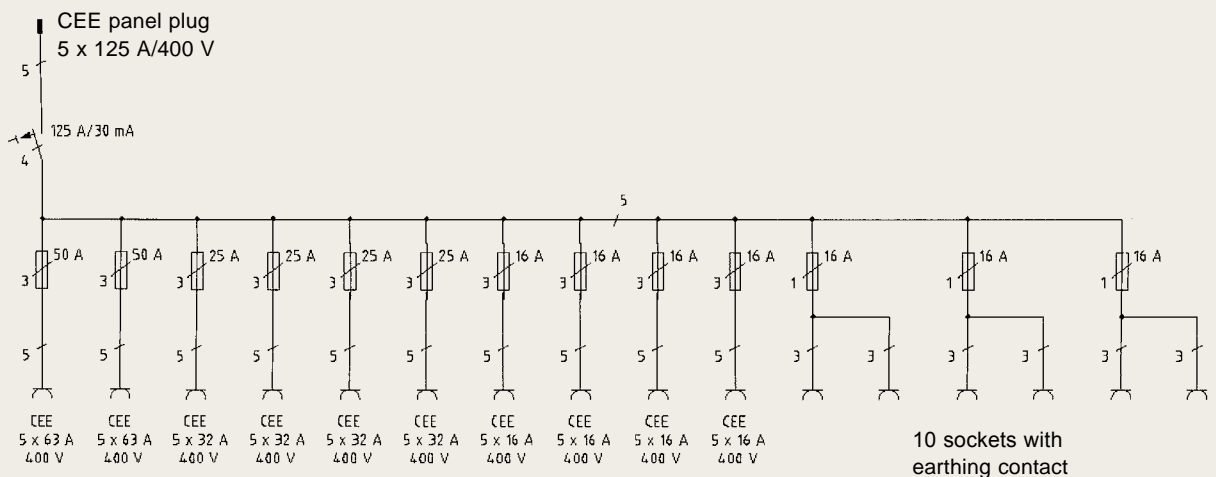 CEE panel plug
5 x 125 A/400 V
5
125 A/30 mA
4
5
50 A 50 A 25 A 25 A 25 A 25 A 16 A 16 A 16 A 16 A 16 A 16 A 16 A
3 3 3 3 3 3 3 3 3 3 1 1 1
5 5 5 5 5 5 5 5 5 5 3 3 3 3 3 3
CEE CEE CEE CEE CEE CEE CEE CEE CEE CEE
5 x 63 A 5 x 63 A 5 x 32 A 5 x 32 A 5 x 32 A 5 x 32 A 5 x 16 A 5 x 16 A 5 x 16 A 5 x 16 A
400 V 400 V 400 V 400 V 400 V 400 V 400 V 400 V 400 V 400 V
10 sockets with
earthing contact